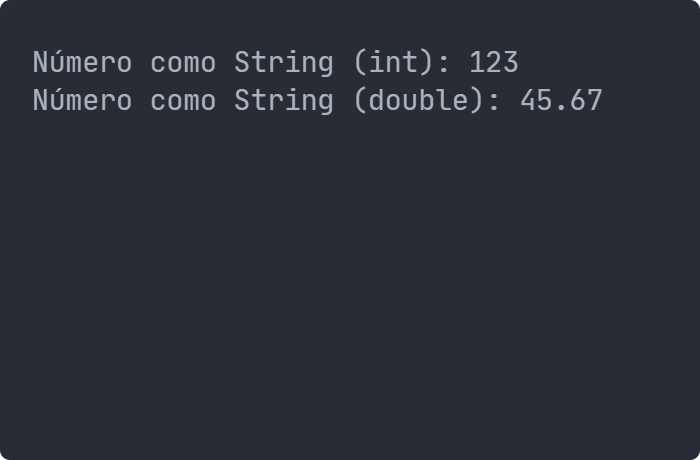 Número como String (int): 123
Número como String (double): 45.67